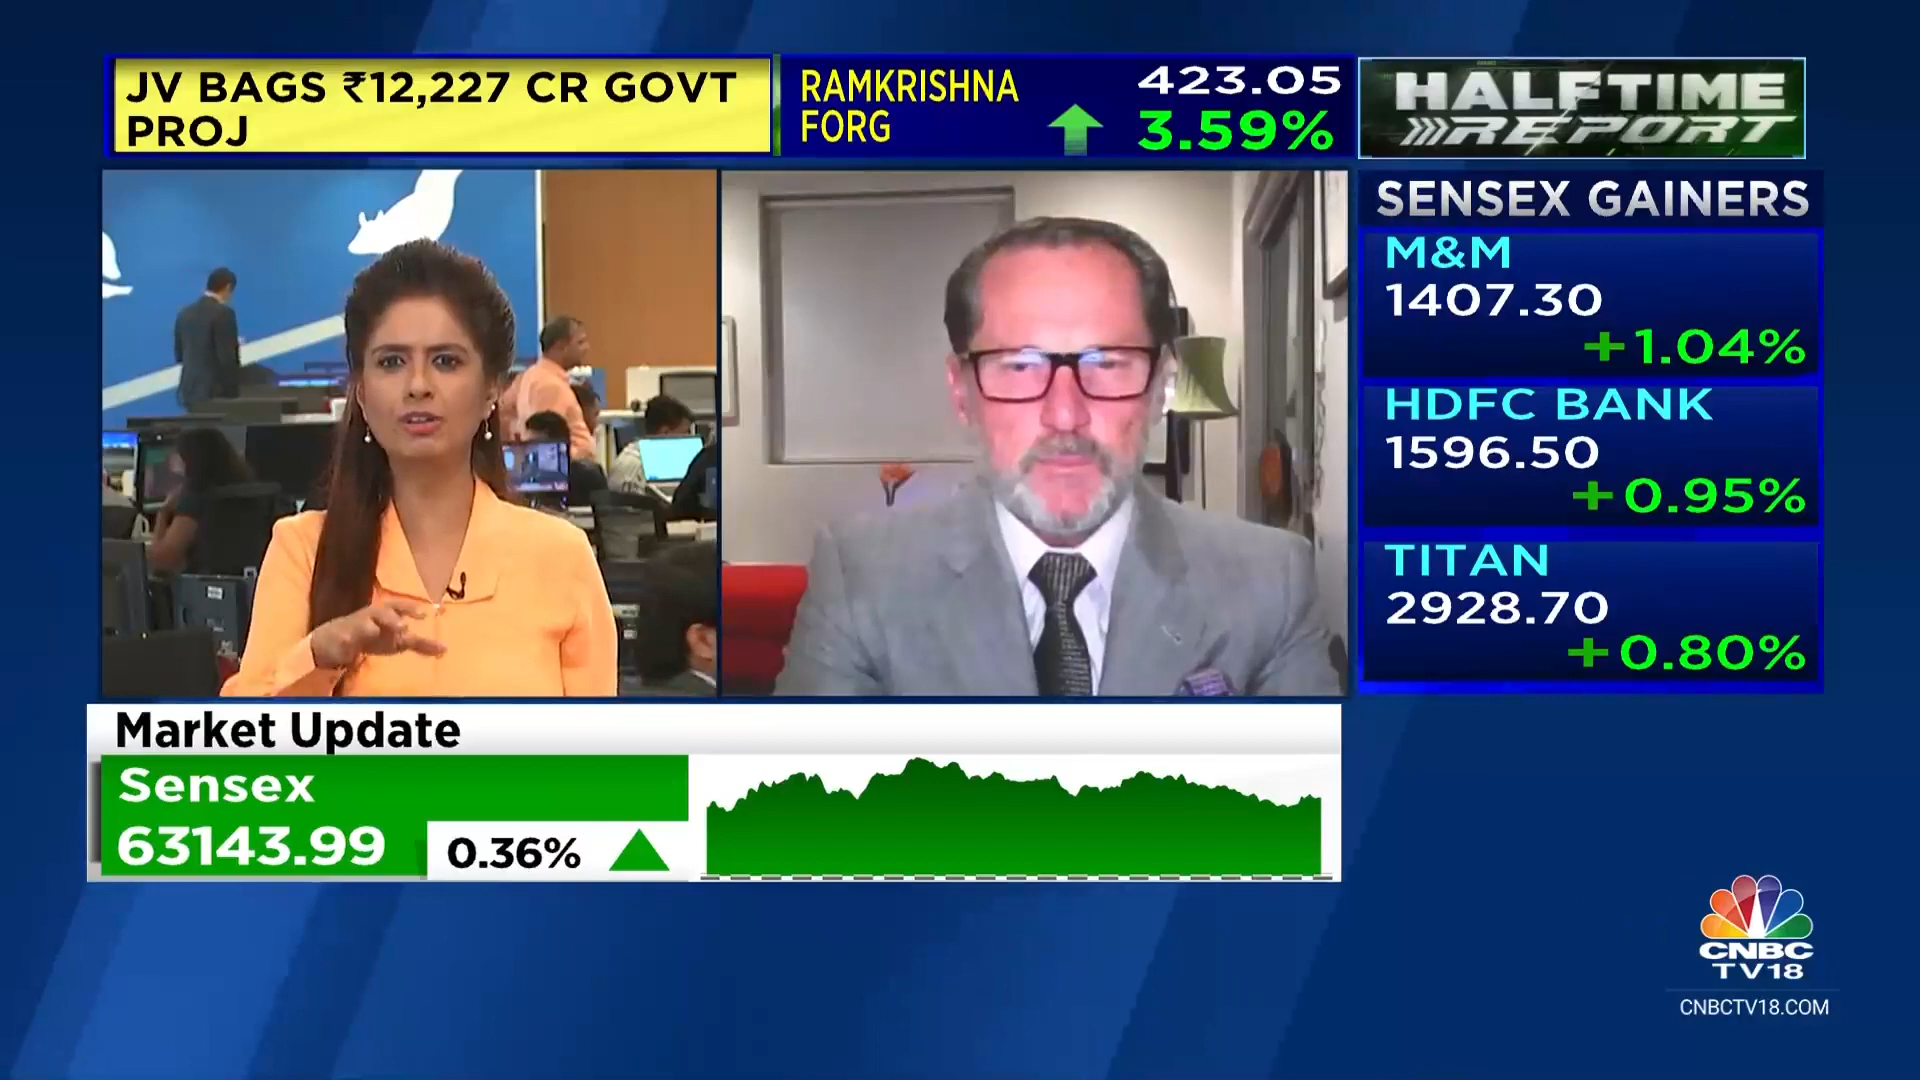 JV BAGS ₹12,227 CR GOVT
PROJ
RAMKRISHNA
FORG
423.05
3.59%
HALFTIME
REPORT
SENSEX GAINERS
M&M
1407.30
+1.04%
HDFC BANK
1596.50
+0.95%
TITAN
2928.70
+0.80%
Market Update
Sensex
63143.99
0.36%
CNBC
TV18
CNBCTV18.COM